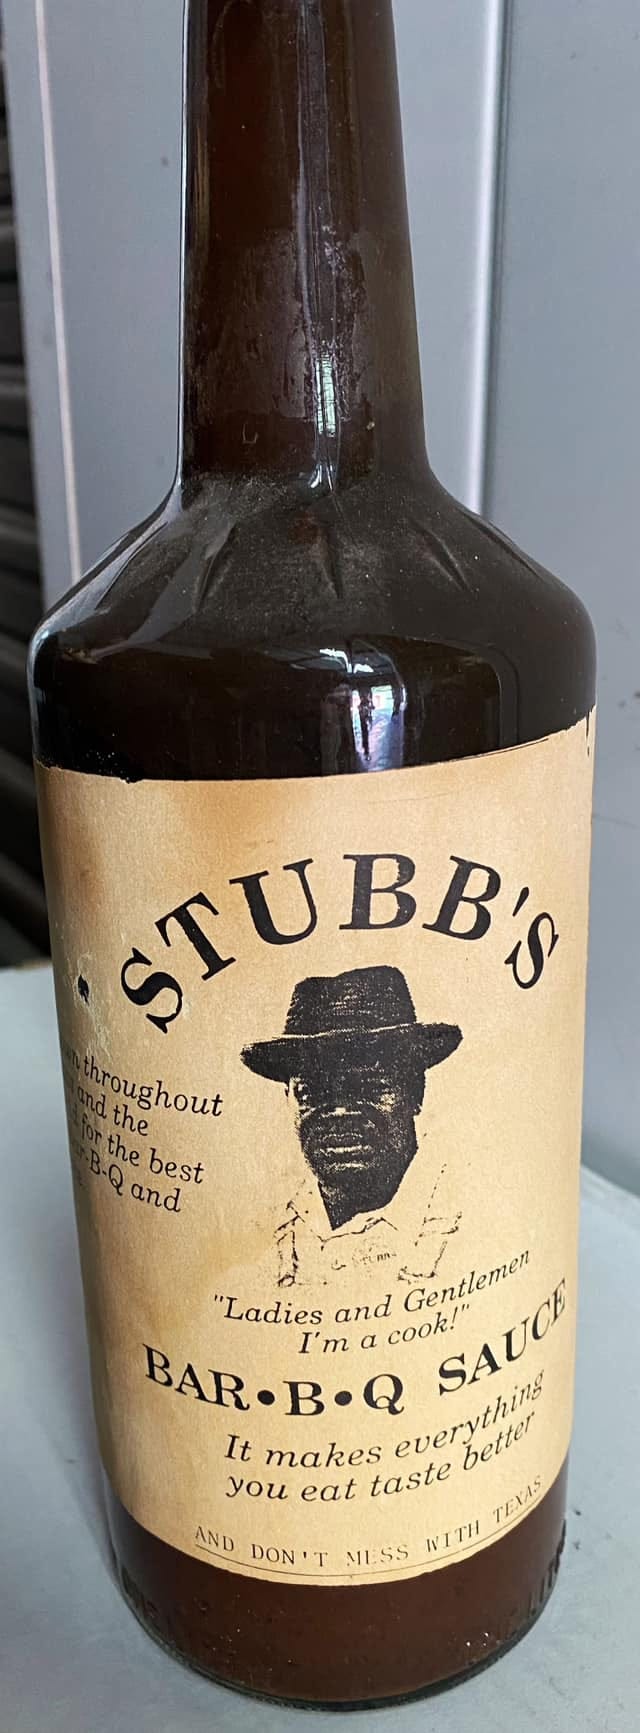 STUBB'S
throughout
and the
for the best
-B-Q and
"Ladies and Gentlemen
I'm a cook!"
BAR•B•Q SAUCE
It makes everything
you eat taste better
AND DON'T MESS WITH TEXAS